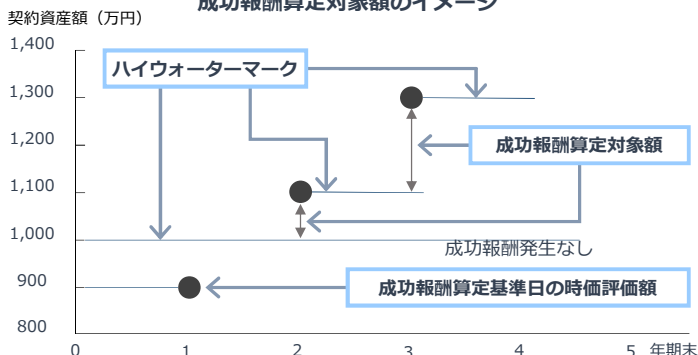 成功報酬算定対象額のイメージ
契約資産額（万円）
1,400
ハイウォーターマーク
1,300
1,200
成功報酬算定対象額
1,100
1,000
成功報酬発生なし
900
成功報酬算定基準日の時価評価額
800
0 1 2 3 4 5 年期末